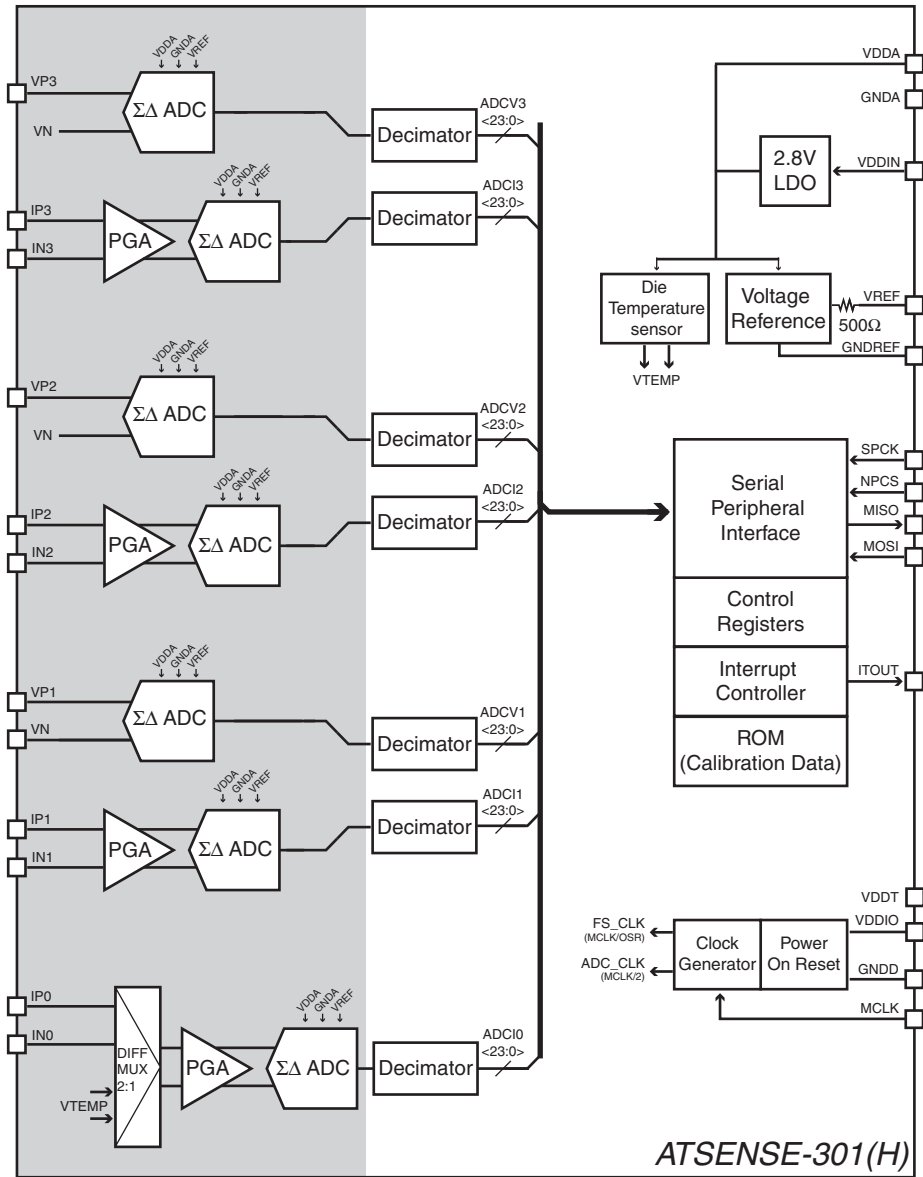 VDDA
GNDA
VREF
VP3
ΣΔ ADC
VN
Decimator
ADCV3
<23:0>
VDDA
GNDA
VREF
IP3
PGA
IN3
ΣΔ ADC
Decimator
ADCI3
<23:0>
VDDA
GNDA
VREF
VP2
ΣΔ ADC
VN
Decimator
ADCV2
<23:0>
VDDA
GNDA
VREF
IP2
PGA
IN2
ΣΔ ADC
Decimator
ADCI2
<23:0>
VDDA
GNDA
VREF
VP1
ΣΔ ADC
VN
Decimator
ADCV1
<23:0>
VDDA
GNDA
VREF
IP1
PGA
IN1
ΣΔ ADC
Decimator
ADCI1
<23:0>
VDDA
GNDA
VREF
IP0
IN0
DIFF
MUX
2:1
VTEMP
PGA
ΣΔ ADC
Decimator
ADCI0
<23:0>
VDDA
GNDA
2.8V
LDO
VDDIN
Die
Temperature
sensor
VTEMP
Voltage
Reference
500Ω
VREF
GNDREF
Serial
Peripheral
Interface
SPCK
NPCS
MISO
MOSI
Control
Registers
Interrupt
Controller
ITOUT
ROM
(Calibration Data)
VDDT
FS_CLK
(MCLK/OSR)
ADC_CLK
(MCLK/2)
Clock
Generator
Power
On Reset
VDDIO
GNDD
MCLK
ATSENSE-301(H)